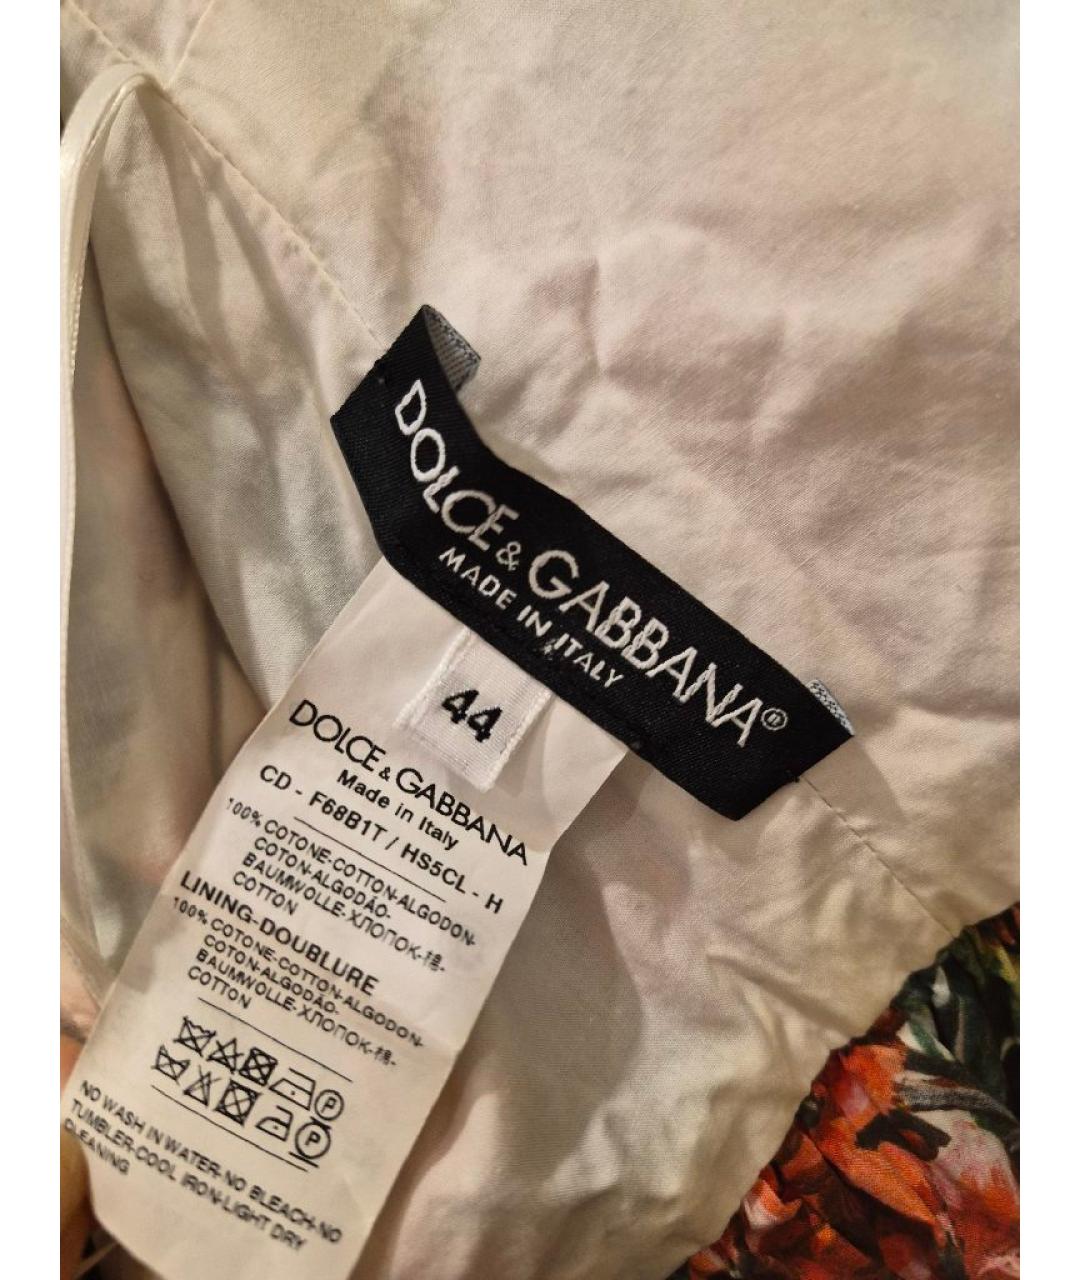 DOLCE & GABBANA®
MADE IN ITALY
44
DOLCE & GABBANA
Made in Italy
CD - F68B1T / HS5CL - H
100% COTONE-COTTON-ALGODON-
COTON-ALGODÃO-
BAUMWOLLE-ХЛОПОК-棉-
COTTON
LINING-DOUBLURE
100% COTONE-COTTON-ALGODON-
COTON-ALGODÃO-
BAUMWOLLE-ХЛОПОК-棉-
COTTON
P
P
NO WASH IN WATER-NO BLEACH-NO
TUMBLER-COOL IRON-LIGHT DRY
CLEANING